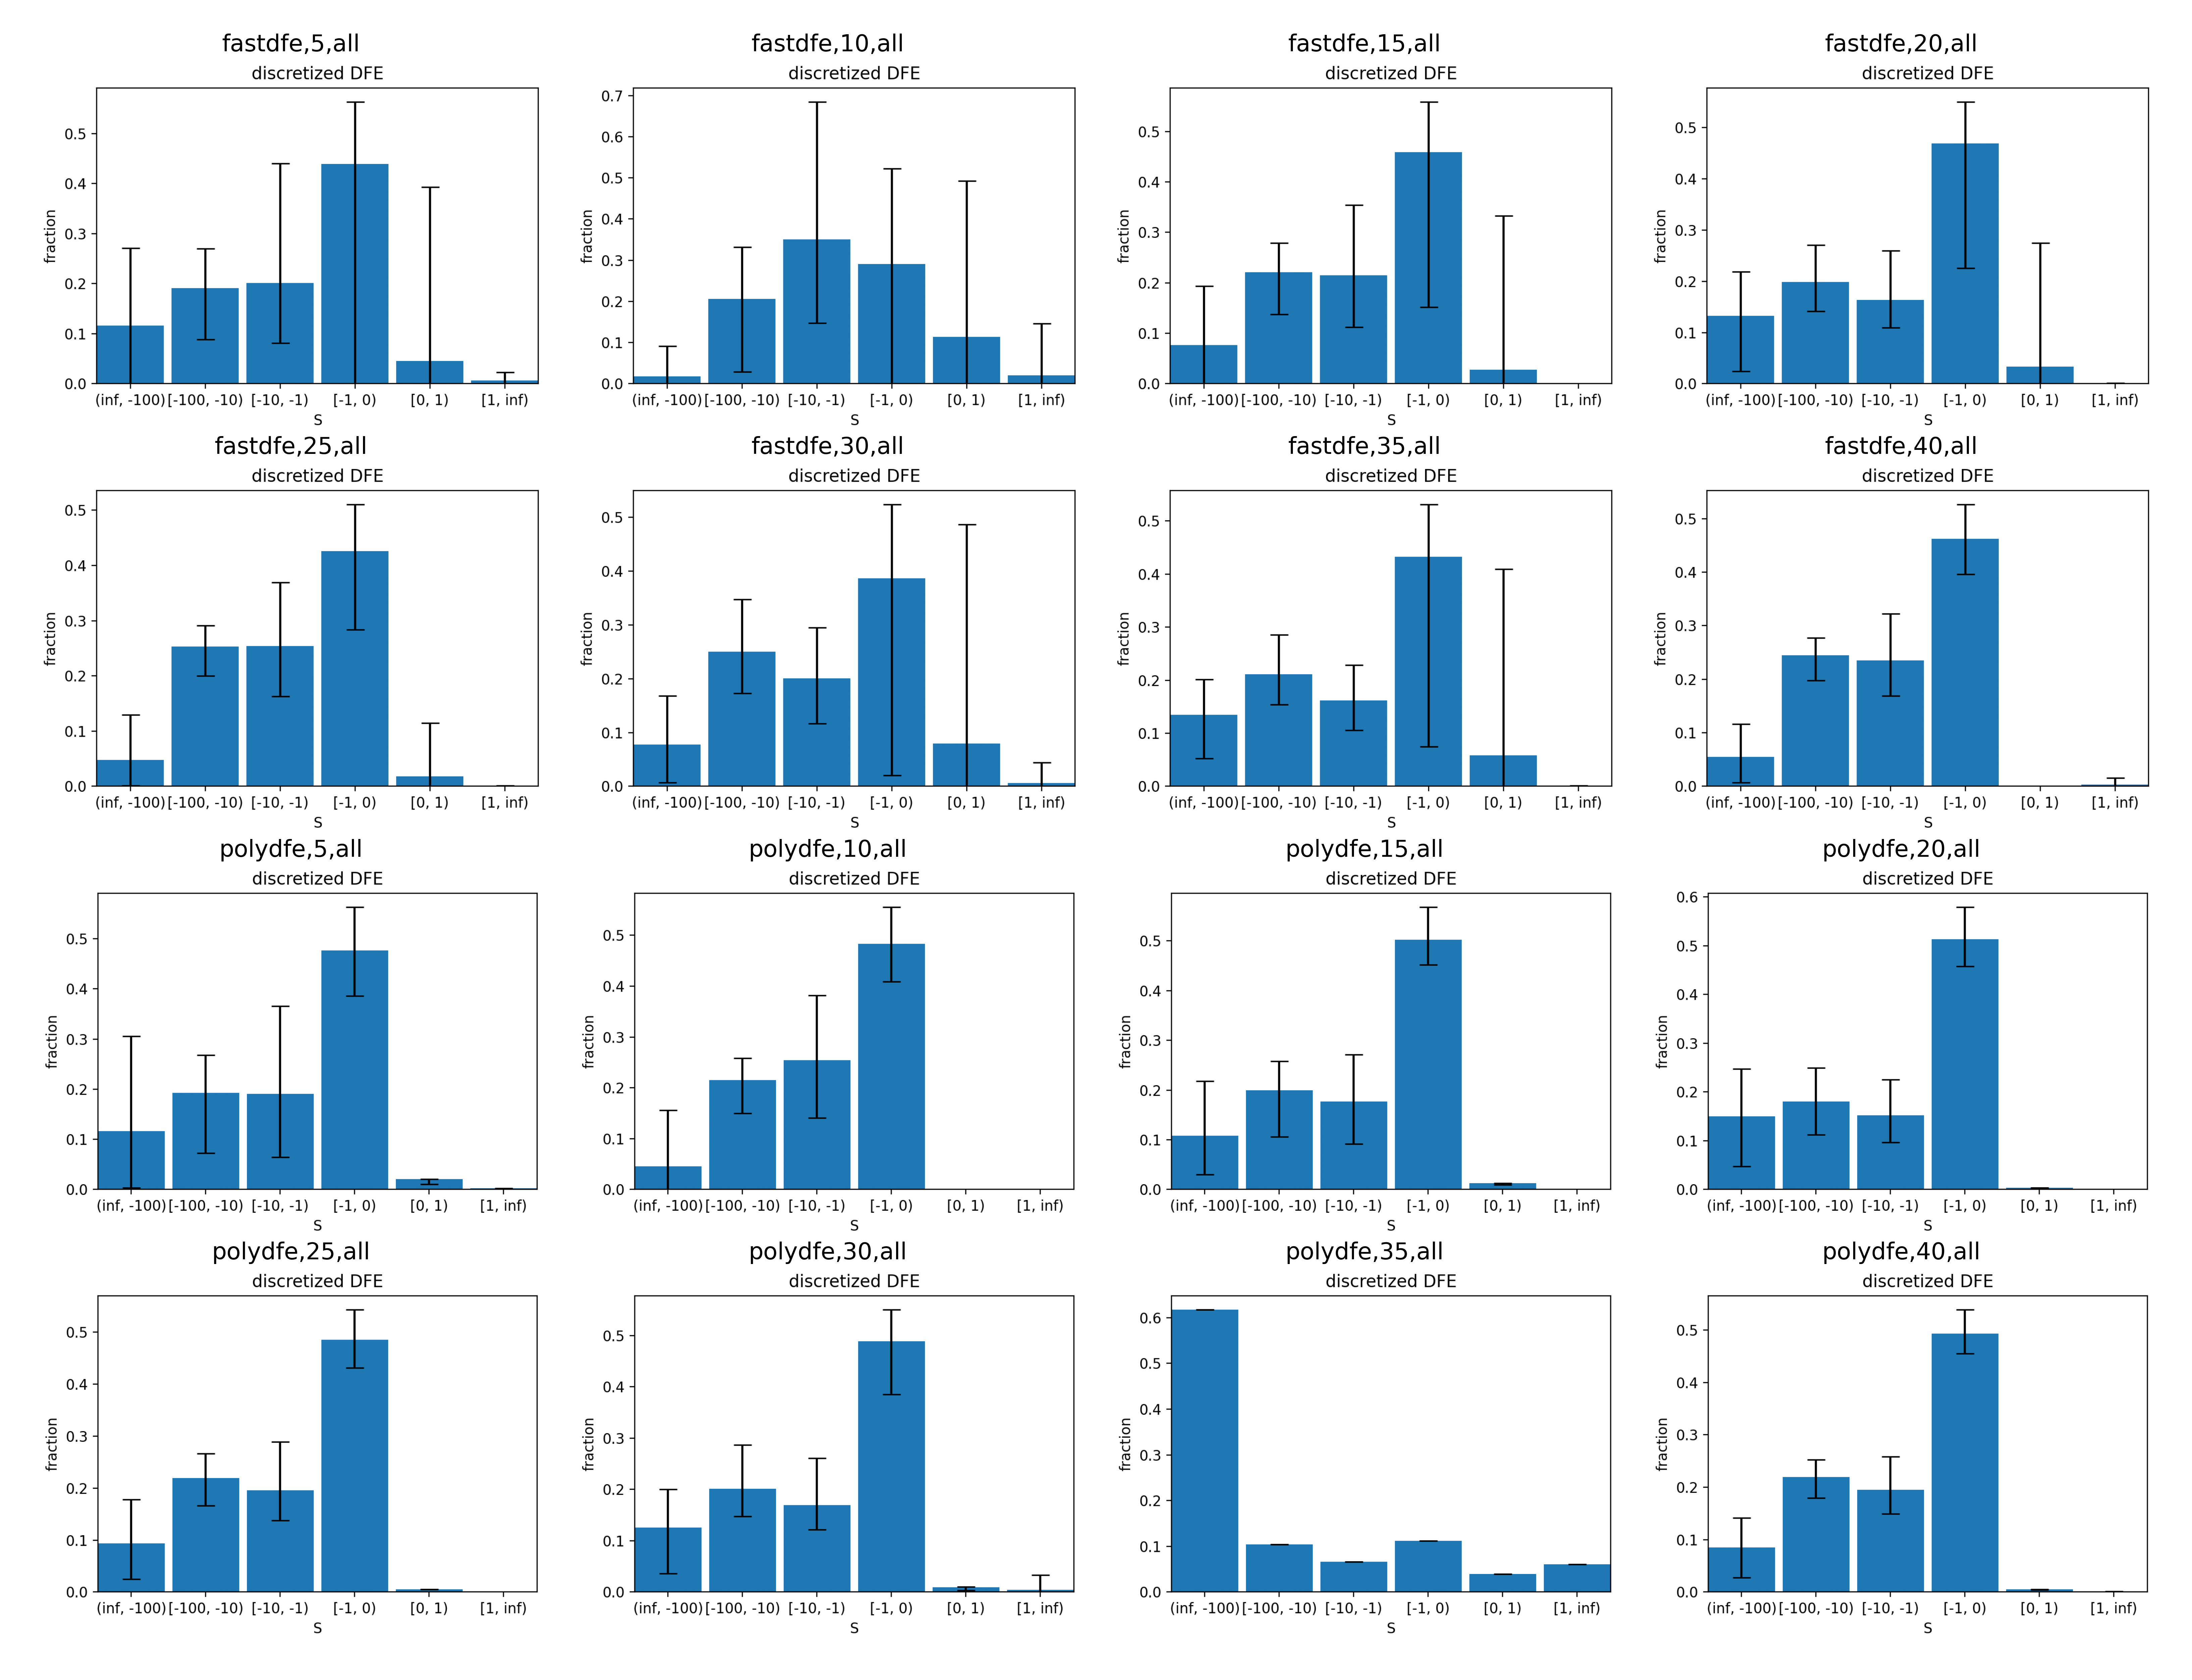 fastdfe,5,all fastdfe,10,all fastdfe,15,all fastdfe,20,all
discretized DFE discretized DFE discretized DFE discretized DFE
0.5 0.4 0.3 0.2 0.1 0.0 fraction
(inf, -100) [-100, -10) [-10, -1) [-1, 0) [0, 1) [1, inf)
S
0.7 0.6 0.5 0.4 0.3 0.2 0.1 0.0 fraction
(inf, -100) [-100, -10) [-10, -1) [-1, 0) [0, 1) [1, inf)
S
0.5 0.4 0.3 0.2 0.1 0.0 fraction
(inf, -100) [-100, -10) [-10, -1) [-1, 0) [0, 1) [1, inf)
S
0.5 0.4 0.3 0.2 0.1 0.0 fraction
(inf, -100) [-100, -10) [-10, -1) [-1, 0) [0, 1) [1, inf)
S
fastdfe,25,all fastdfe,30,all fastdfe,35,all fastdfe,40,all
discretized DFE discretized DFE discretized DFE discretized DFE
0.5 0.4 0.3 0.2 0.1 0.0 fraction
(inf, -100) [-100, -10) [-10, -1) [-1, 0) [0, 1) [1, inf)
S
0.5 0.4 0.3 0.2 0.1 0.0 fraction
(inf, -100) [-100, -10) [-10, -1) [-1, 0) [0, 1) [1, inf)
S
0.5 0.4 0.3 0.2 0.1 0.0 fraction
(inf, -100) [-100, -10) [-10, -1) [-1, 0) [0, 1) [1, inf)
S
0.5 0.4 0.3 0.2 0.1 0.0 fraction
(inf, -100) [-100, -10) [-10, -1) [-1, 0) [0, 1) [1, inf)
S
polydfe,5,all polydfe,10,all polydfe,15,all polydfe,20,all
discretized DFE discretized DFE discretized DFE discretized DFE
0.5 0.4 0.3 0.2 0.1 0.0 fraction
(inf, -100) [-100, -10) [-10, -1) [-1, 0) [0, 1) [1, inf)
S
0.5 0.4 0.3 0.2 0.1 0.0 fraction
(inf, -100) [-100, -10) [-10, -1) [-1, 0) [0, 1) [1, inf)
S
0.5 0.4 0.3 0.2 0.1 0.0 fraction
(inf, -100) [-100, -10) [-10, -1) [-1, 0) [0, 1) [1, inf)
S
0.6 0.5 0.4 0.3 0.2 0.1 0.0 fraction
(inf, -100) [-100, -10) [-10, -1) [-1, 0) [0, 1) [1, inf)
S
polydfe,25,all polydfe,30,all polydfe,35,all polydfe,40,all
discretized DFE discretized DFE discretized DFE discretized DFE
0.5 0.4 0.3 0.2 0.1 0.0 fraction
(inf, -100) [-100, -10) [-10, -1) [-1, 0) [0, 1) [1, inf)
S
0.5 0.4 0.3 0.2 0.1 0.0 fraction
(inf, -100) [-100, -10) [-10, -1) [-1, 0) [0, 1) [1, inf)
S
0.6 0.5 0.4 0.3 0.2 0.1 0.0 fraction
(inf, -100) [-100, -10) [-10, -1) [-1, 0) [0, 1) [1, inf)
S
0.5 0.4 0.3 0.2 0.1 0.0 fraction
(inf, -100) [-100, -10) [-10, -1) [-1, 0) [0, 1) [1, inf)
S